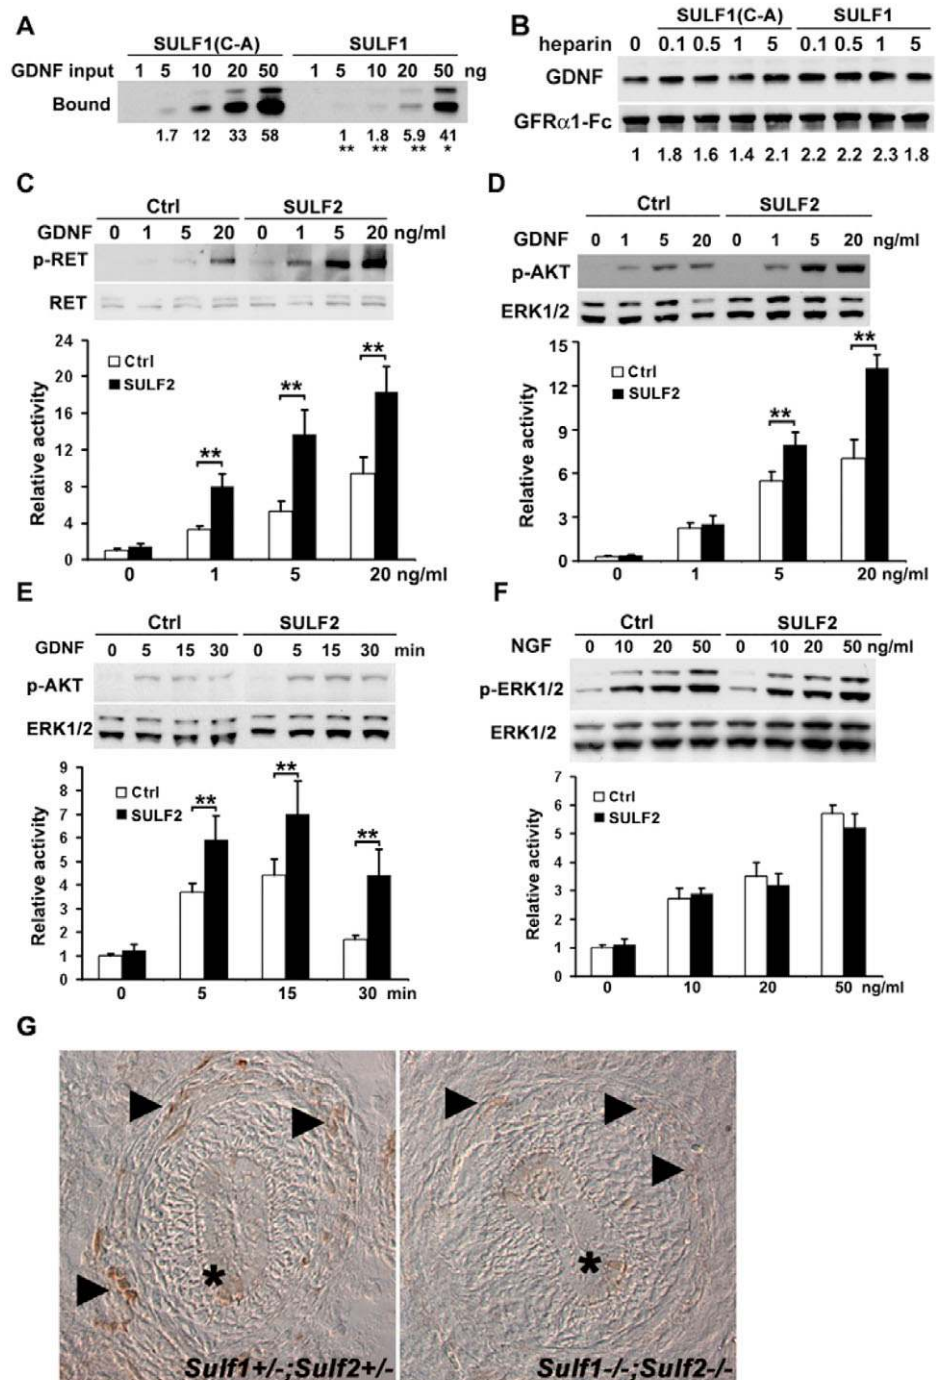 A
SULF1(C-A) SULF1
GDNF input 1 5 10 20 50 1 5 10 20 50 ng
Bound
1.7 12 33 58 1 1.8 5.9 41
** ** ** *
B
SULF1(C-A) SULF1
heparin 0 0.1 0.5 1 5 0.1 0.5 1 5
GDNF
GFRα1-Fc
1 1.8 1.6 1.4 2.1 2.2 2.2 2.3 1.8
C
Ctrl SULF2
GDNF 0 1 5 20 0 1 5 20 ng/ml
p-RET
RET
24
20
16
12
8
4
0
Relative activity
Ctrl
SULF2
** ** **
0 1 5 20 ng/ml
D
Ctrl SULF2
GDNF 0 1 5 20 0 1 5 20 ng/ml
p-AKT
ERK1/2
15
12
9
6
3
0
Relative activity
Ctrl
SULF2
** **
0 1 5 20 ng/ml
E
Ctrl SULF2
GDNF 0 5 15 30 0 5 15 30 min
p-AKT
ERK1/2
9
8
7
6
5
4
3
2
1
0
Relative activity
Ctrl
SULF2
** ** **
0 5 15 30 min
F
Ctrl SULF2
NGF 0 10 20 50 0 10 20 50 ng/ml
p-ERK1/2
ERK1/2
7
6
5
4
3
2
1
0
Relative activity
Ctrl
SULF2
0 10 20 50 ng/ml
G
* *
Sulf1+/-;Sulf2+/- Sulf1-/-;Sulf2-/-